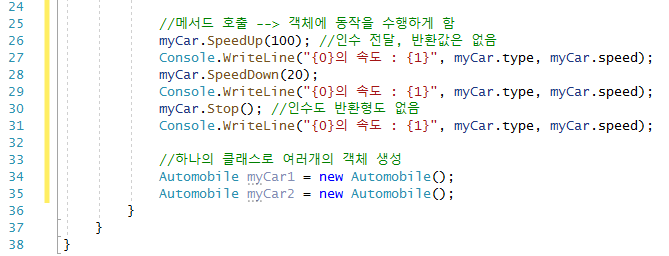 24
25 //메서드 호출 --> 객체에 동작을 수행하게 함
26 myCar.SpeedUp(100); //인수 전달, 반환값은 없음
27 Console.WriteLine("{0}의 속도 : {1}", myCar.type, myCar.speed);
28 myCar.SpeedDown(20);
29 Console.WriteLine("{0}의 속도 : {1}", myCar.type, myCar.speed);
30 myCar.Stop(); //인수도 반환형도 없음
31 Console.WriteLine("{0}의 속도 : {1}", myCar.type, myCar.speed);
32
33 //하나의 클래스로 여러개의 객체 생성
34 Automobile myCar1 = new Automobile();
35 Automobile myCar2 = new Automobile();
36 }
37 }
38 }